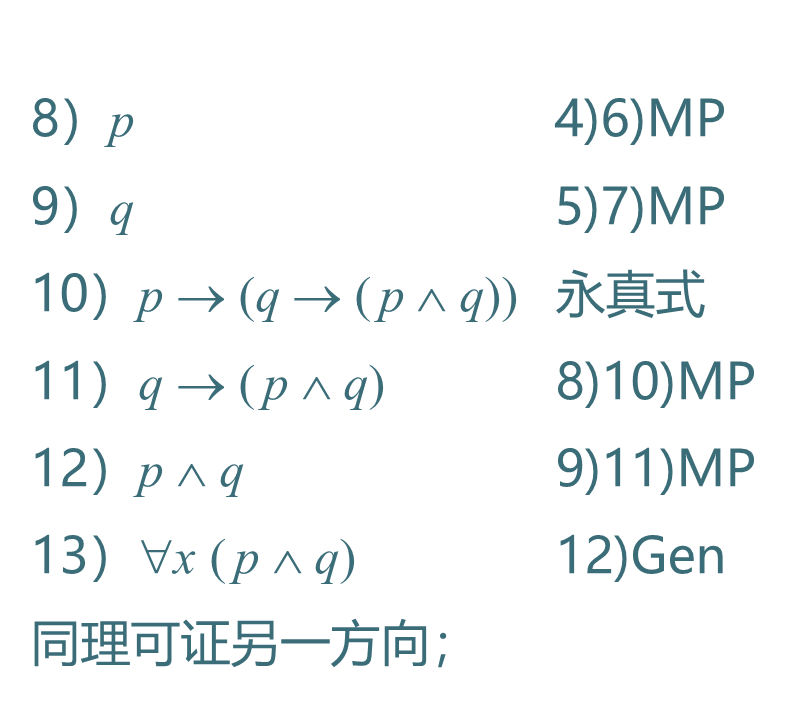 8）p 4)6)MP
9）q 5)7)MP
10）p → (q → (p ∧ q)) 永真式
11）q → (p ∧ q) 8)10)MP
12）p ∧ q 9)11)MP
13）∀x (p ∧ q) 12)Gen
同理可证另一方向；